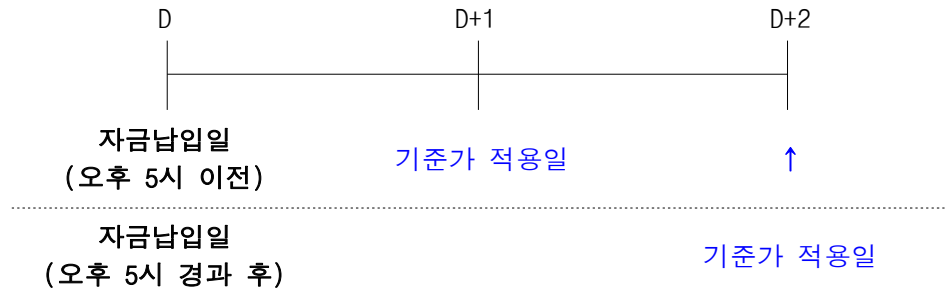 D D+1 D+2
자금납입일
(오후 5시 이전)
기준가 적용일 ↑
자금납입일
(오후 5시 경과 후)
기준가 적용일